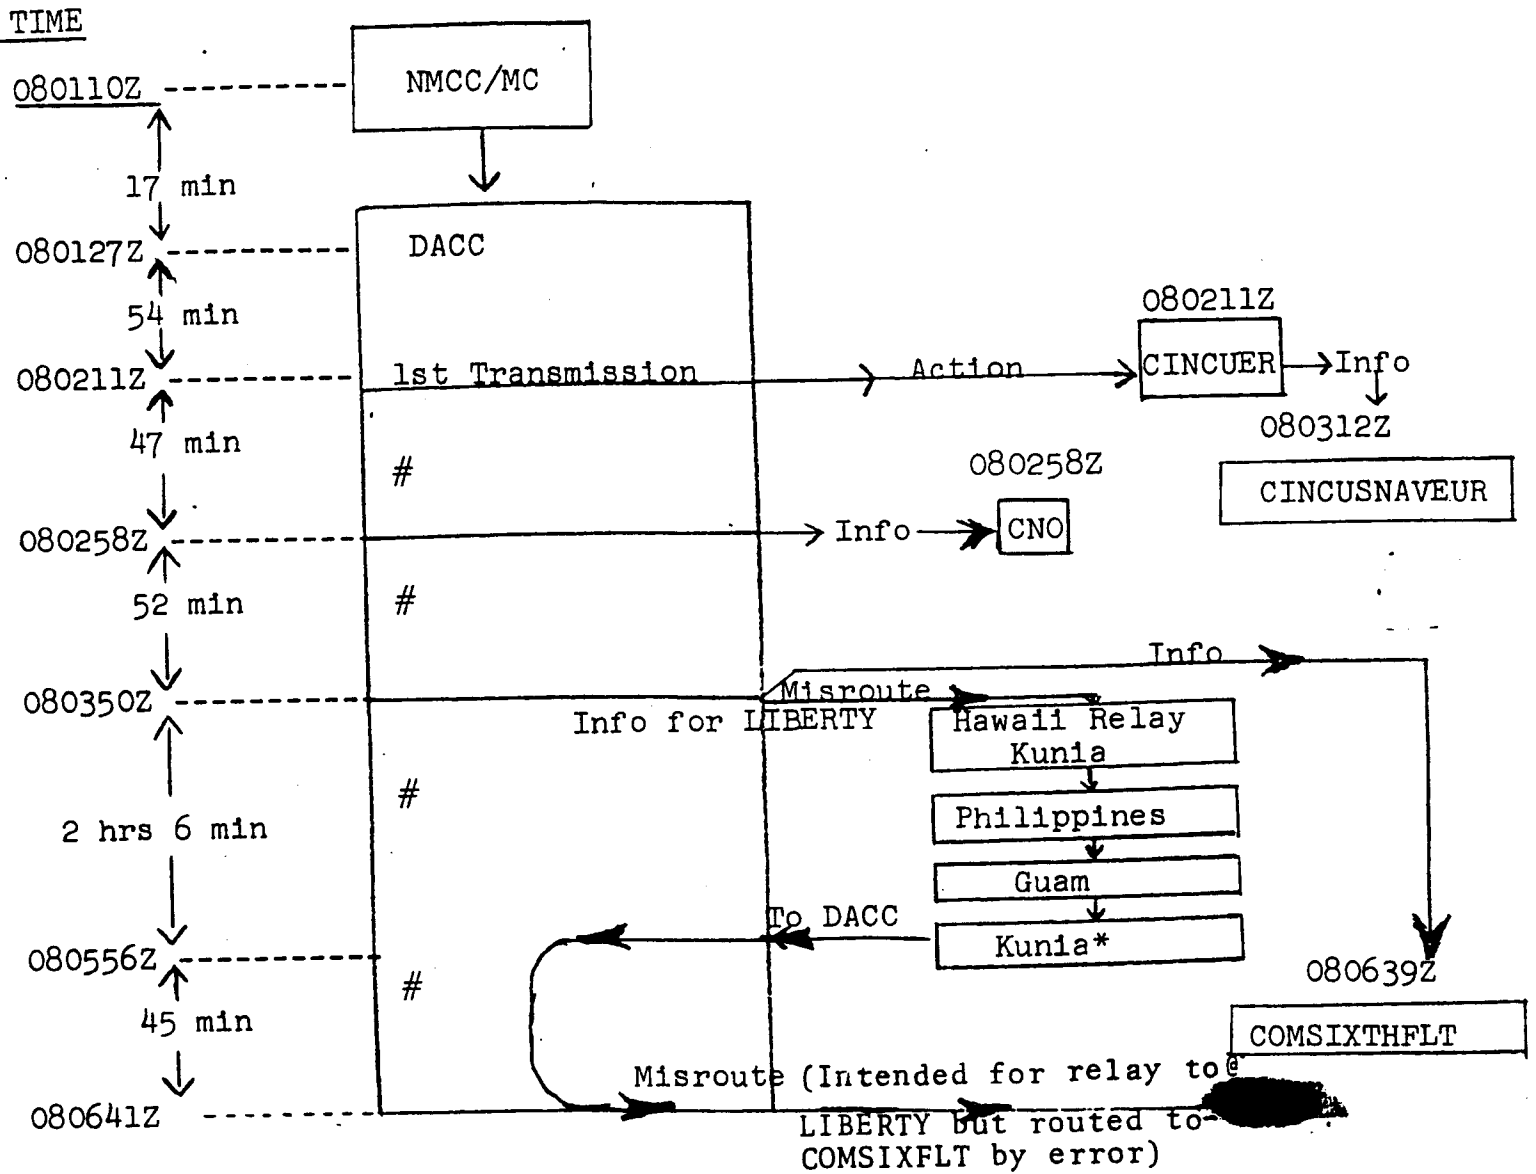 TIME
080110Z
NMCC/MC
17 min
080127Z
DACC
54 min
080211Z
080211Z
1st Transmission
Action
CINCUER
Info
47 min
#
080312Z
080258Z
CINCUSNAVEUR
080258Z
Info
CNO
52 min
#
Info
080350Z
Misroute
Info for LIBERTY
Hawaii Relay
Kunia
#
Philippines
2 hrs 6 min
Guam
To DACC
Kunia*
080556Z
080639Z
#
45 min
COMSIXTHFLT
Misroute (Intended for relay to @
080641Z
LIBERTY but routed to
COMSIXFLT by error)